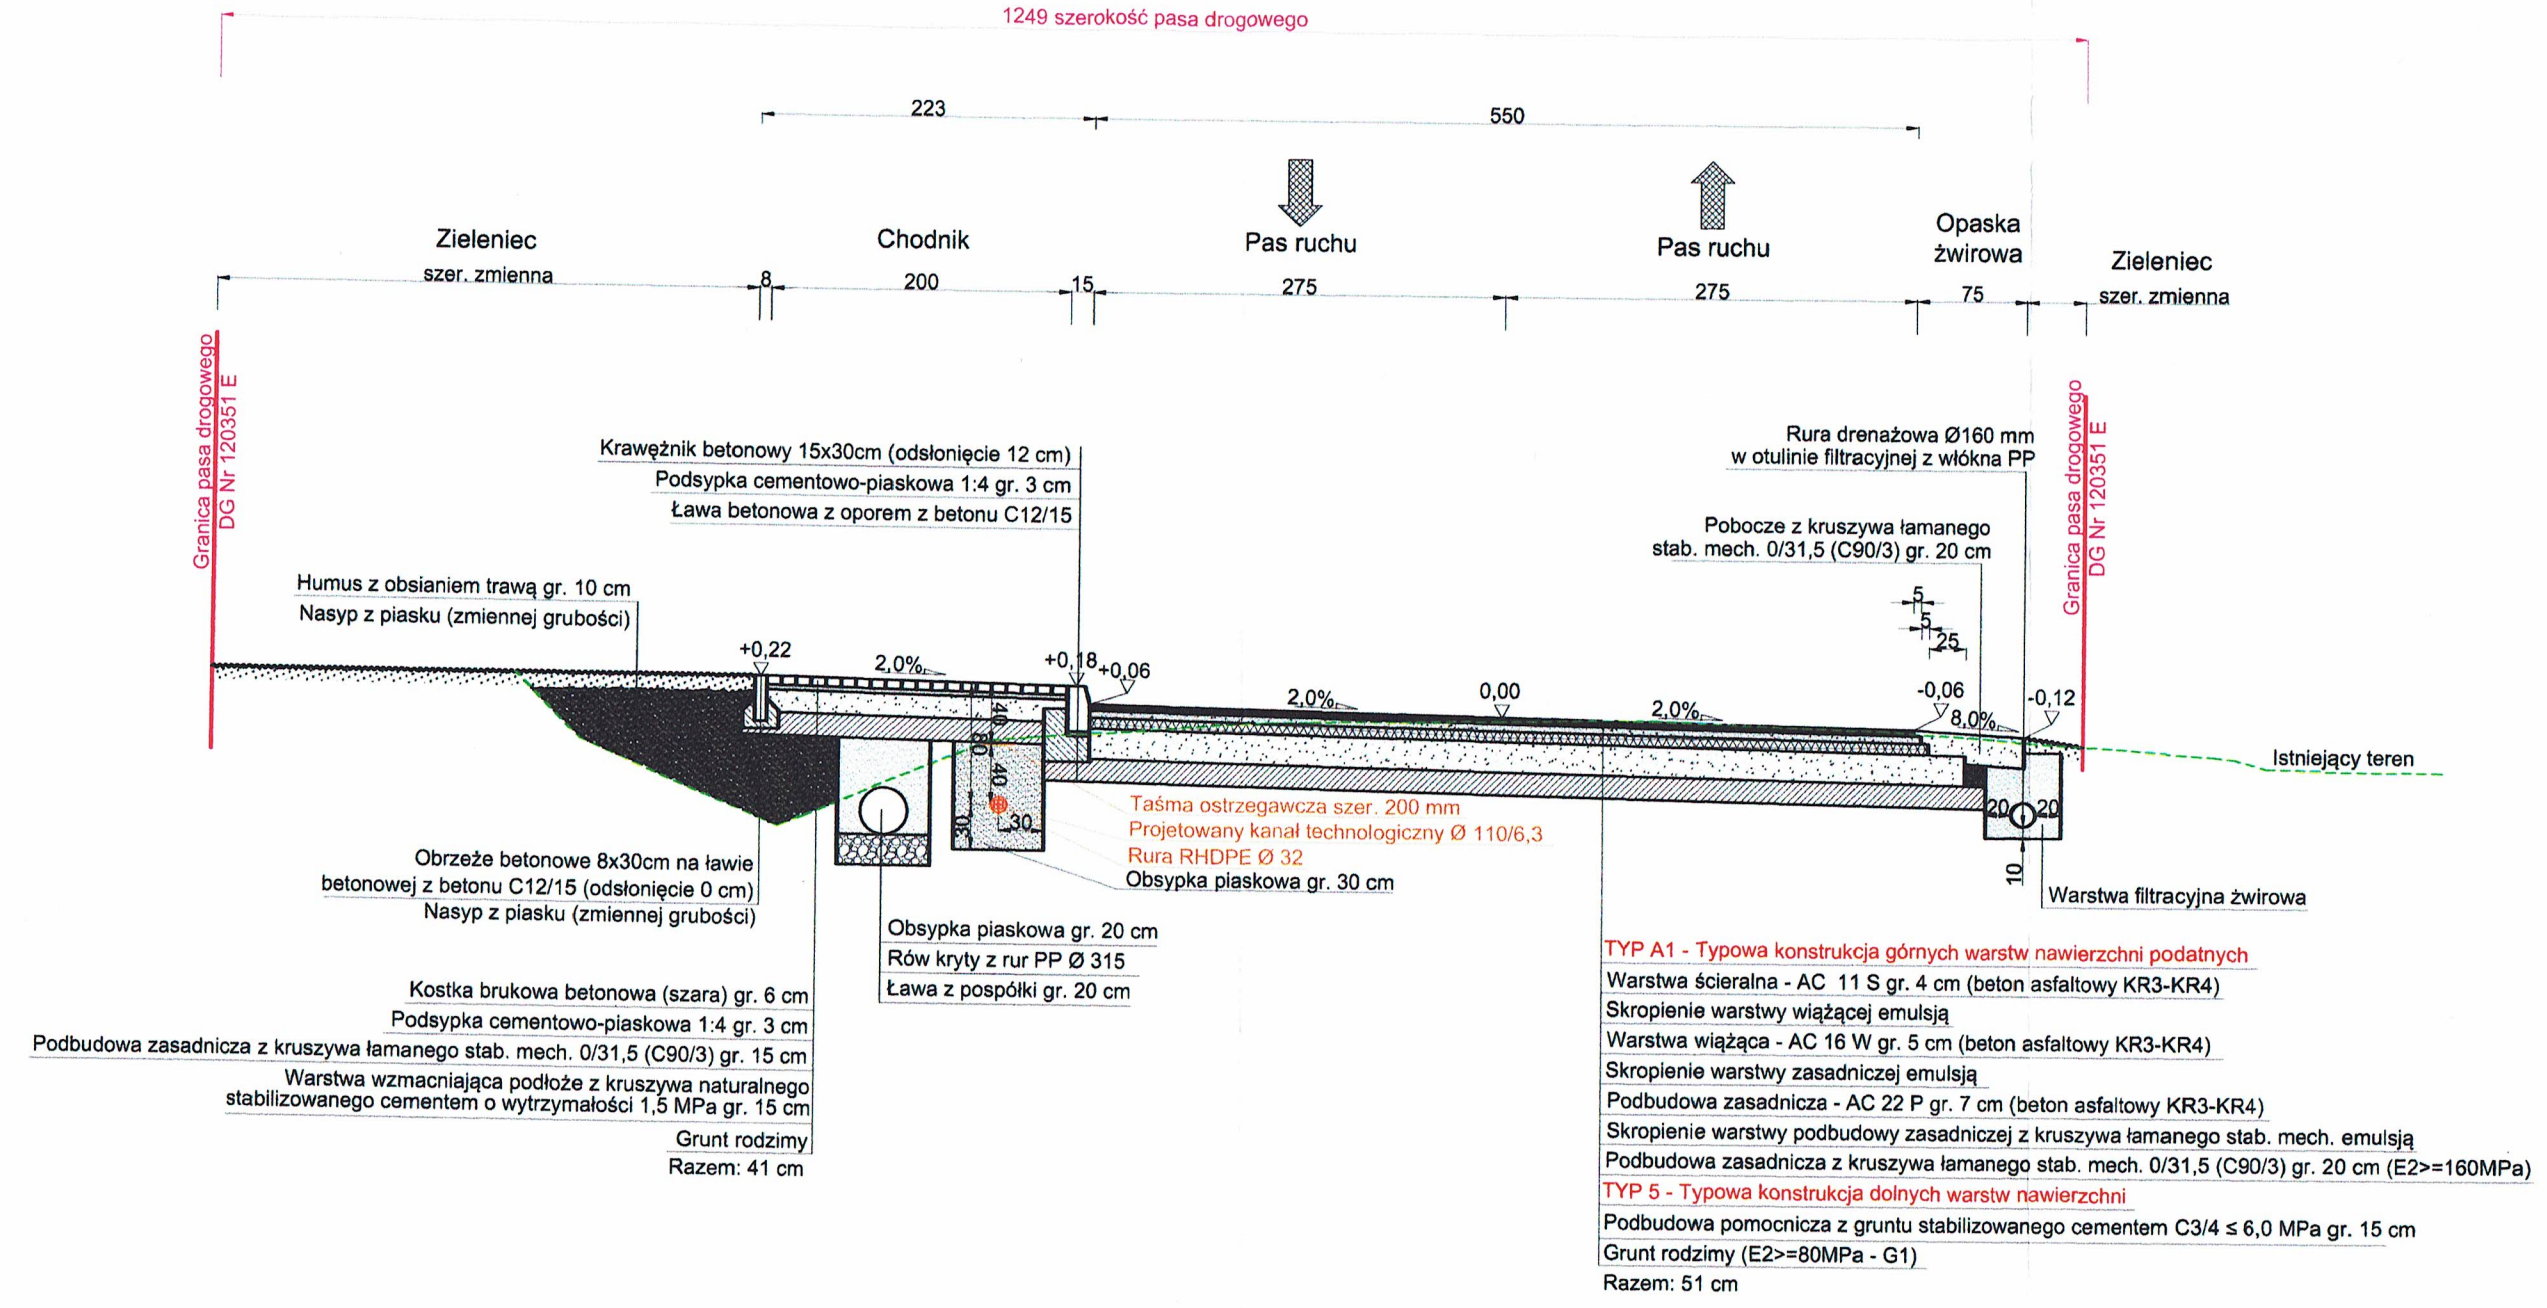 1249 szerokość pasa drogowego
223
550
Zieleniec
szer. zmienna
8
Chodnik
200
15
Pas ruchu
275
Pas ruchu
275
Opaska
żwirowa
75
Zieleniec
szer. zmienna
Granica pasa drogowego
DG Nr 120351 E
Granica pasa drogowego
DG Nr 120351 E
Krawężnik betonowy 15x30cm (odsłonięcie 12 cm)
Podsypka cementowo-piaskowa 1:4 gr. 3 cm
Ława betonowa z oporem z betonu C12/15
Rura drenażowa Ø160 mm
w otulinie filtracyjnej z włókna PP
Pobocze z kruszywa łamanego
stab. mech. 0/31,5 (C90/3) gr. 20 cm
Humus z obsianiem trawą gr. 10 cm
Nasyp z piasku (zmiennej grubości)
5
5
25
+0,22
2,0%
+0,18
+0,06
2,0%
0,00
2,0%
-0,06
8,0%
-0,12
40
80
40
30
30
20
20
10
Istniejący teren
Taśma ostrzegawcza szer. 200 mm
Projetowany kanał technologiczny Ø 110/6,3
Rura RHDPE Ø 32
Obsypka piaskowa gr. 30 cm
Obrzeże betonowe 8x30cm na ławie
betonowej z betonu C12/15 (odsłonięcie 0 cm)
Nasyp z piasku (zmiennej grubości)
Warstwa filtracyjna żwirowa
Obsypka piaskowa gr. 20 cm
Rów kryty z rur PP Ø 315
Ława z pospółki gr. 20 cm
Kostka brukowa betonowa (szara) gr. 6 cm
Podsypka cementowo-piaskowa 1:4 gr. 3 cm
Podbudowa zasadnicza z kruszywa łamanego stab. mech. 0/31,5 (C90/3) gr. 15 cm
Warstwa wzmacniająca podłoże z kruszywa naturalnego
stabilizowanego cementem o wytrzymałości 1,5 MPa gr. 15 cm
Grunt rodzimy
Razem: 41 cm
TYP A1 - Typowa konstrukcja górnych warstw nawierzchni podatnych
Warstwa ścieralna - AC 11 S gr. 4 cm (beton asfaltowy KR3-KR4)
Skropienie warstwy wiążącej emulsją
Warstwa wiążąca - AC 16 W gr. 5 cm (beton asfaltowy KR3-KR4)
Skropienie warstwy zasadniczej emulsją
Podbudowa zasadnicza - AC 22 P gr. 7 cm (beton asfaltowy KR3-KR4)
Skropienie warstwy podbudowy zasadniczej z kruszywa łamanego stab. mech. emulsją
Podbudowa zasadnicza z kruszywa łamanego stab. mech. 0/31,5 (C90/3) gr. 20 cm (E2>=160MPa)
TYP 5 - Typowa konstrukcja dolnych warstw nawierzchni
Podbudowa pomocnicza z gruntu stabilizowanego cementem C3/4 ≤ 6,0 MPa gr. 15 cm
Grunt rodzimy (E2>=80MPa - G1)
Razem: 51 cm